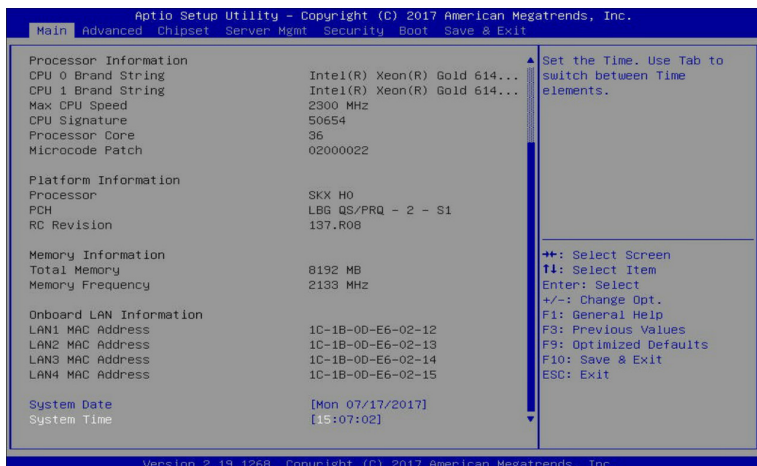 Aptio Setup Utility – Copyright (C) 2017 American Megatrends, Inc.
Main Advanced Chipset Server Mgmt Security Boot Save & Exit
Processor Information
CPU 0 Brand String Intel(R) Xeon(R) Gold 614...
CPU 1 Brand String Intel(R) Xeon(R) Gold 614...
Max CPU Speed 2300 MHz
CPU Signature 50654
Processor Core 36
Microcode Patch 02000022
Platform Information
Processor SKX H0
PCH LBG QS/PRQ - 2 - S1
RC Revision 137.R08
Memory Information
Total Memory 8192 MB
Memory Frequency 2133 MHz
Onboard LAN Information
LAN1 MAC Address 1C-1B-0D-E6-02-12
LAN2 MAC Address 1C-1B-0D-E6-02-13
LAN3 MAC Address 1C-1B-0D-E6-02-14
LAN4 MAC Address 1C-1B-0D-E6-02-15
System Date [Mon 07/17/2017]
System Time [15:07:02]
Set the Time. Use Tab to
switch between Time
elements.
→←: Select Screen
↑↓: Select Item
Enter: Select
+/-: Change Opt.
F1: General Help
F3: Previous Values
F9: Optimized Defaults
F10: Save & Exit
ESC: Exit
Version 2.19.1268. Copyright (C) 2017 American Megatrends, Inc.